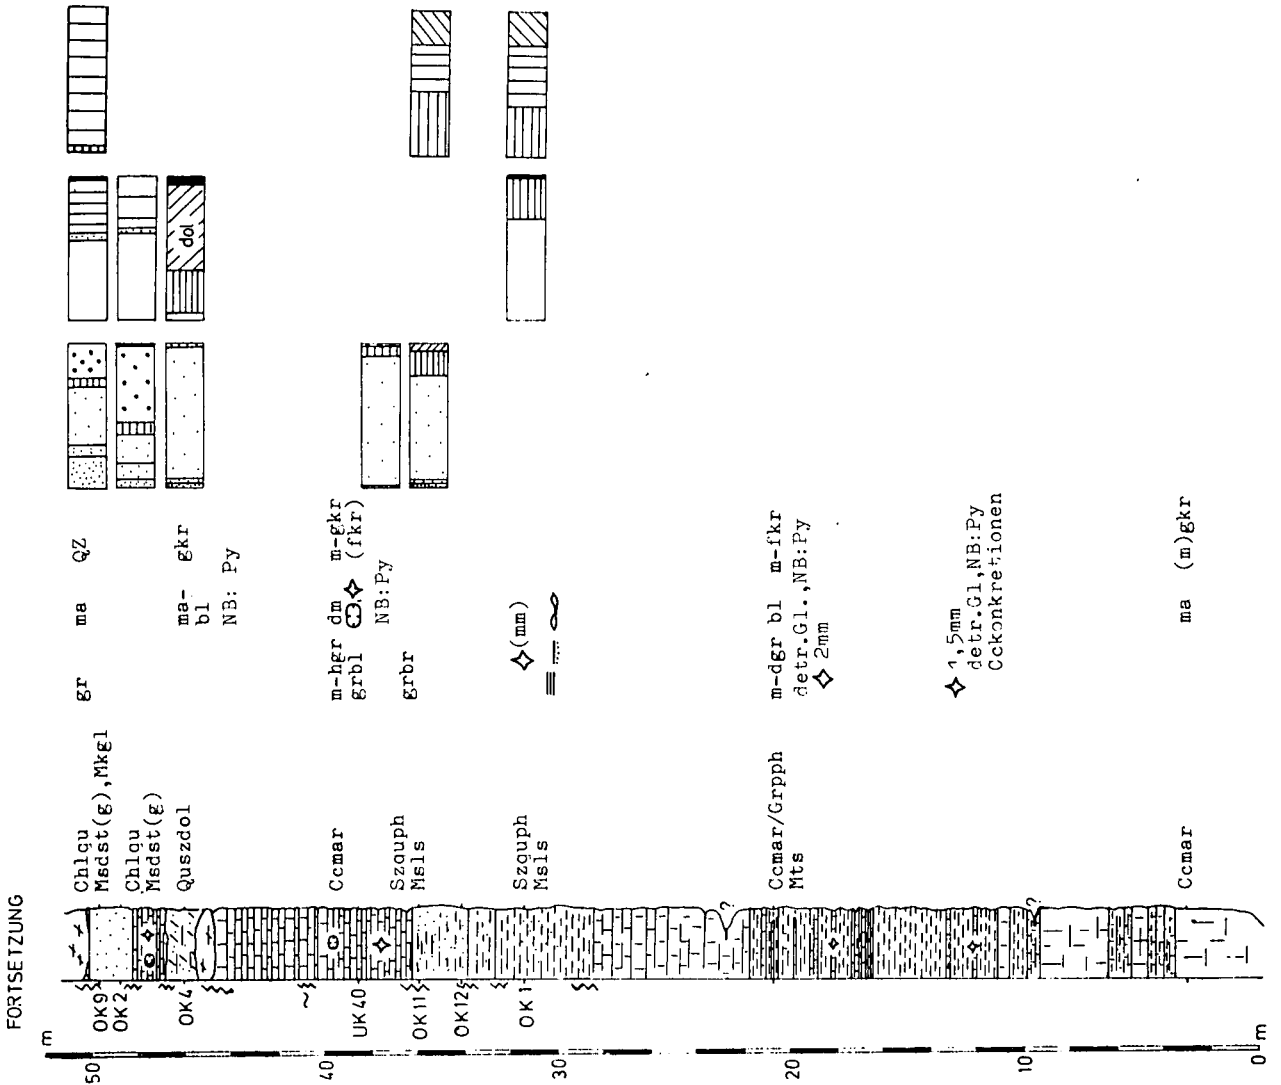 FORTSETZUNG
m
50
40
30
20
10
0 m
OK9
OK2
OK4
~
UK40
OK11
OK12
OK1
?
?
Chlqu
Msdst(g),Mkgl
Chlqu
Msdst(g)
Quszdol
Ccmar
Szquph
Msls
Szquph
Msls
Ccmar/Grpph
Mts
Ccmar
gr ma QZ
ma- gkr
bl
NB: Py
m-hgr dm m-gkr
grbl (fkr)
NB:Py
grbr
(mm)
m-dgr bl m-fkr
detr.Gl.,NB:Py
2mm
1,5mm
detr.Gl,NB:Py
Cckonkretionen
ma (m)gkr
dol